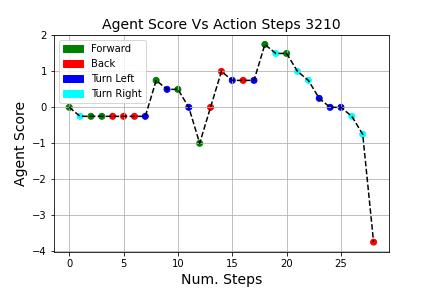 Agent Score Vs Action Steps 3210
Forward
Back
Turn Left
Turn Right
Agent Score
2
1
0
−1
−2
−3
−4
0 5 10 15 20 25
Num. Steps